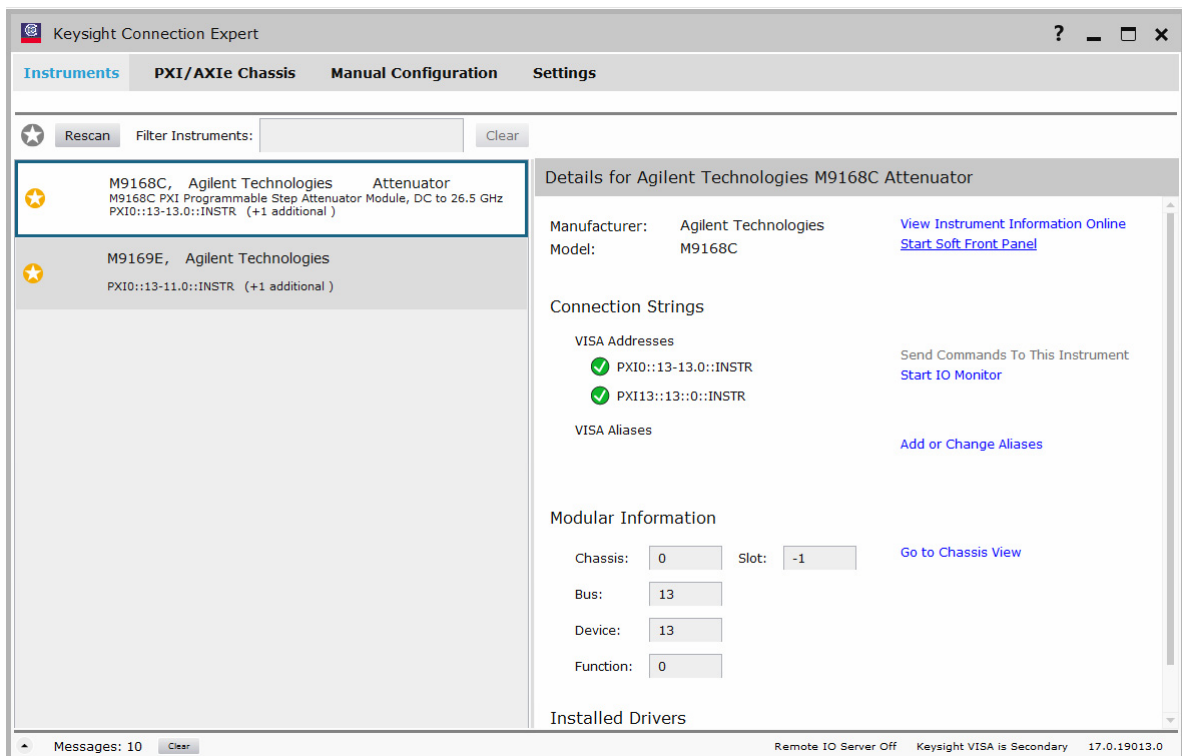 Keysight Connection Expert
?
Instruments PXI/AXIe Chassis Manual Configuration Settings
Rescan Filter Instruments: Clear
M9168C, Agilent Technologies Attenuator
M9168C PXI Programmable Step Attenuator Module, DC to 26.5 GHz
PXI0::13-13.0::INSTR (+1 additional )
M9169E, Agilent Technologies
PXI0::13-11.0::INSTR (+1 additional )
Details for Agilent Technologies M9168C Attenuator
Manufacturer: Agilent Technologies View Instrument Information Online
Model: M9168C Start Soft Front Panel
Connection Strings
VISA Addresses
Send Commands To This Instrument
PXI0::13-13.0::INSTR
Start IO Monitor
PXI13::13::0::INSTR
VISA Aliases
Add or Change Aliases
Modular Information
Chassis: 0 Slot: -1 Go to Chassis View
Bus: 13
Device: 13
Function: 0
Installed Drivers
Messages: 10 Clear Remote IO Server Off Keysight VISA is Secondary 17.0.19013.0